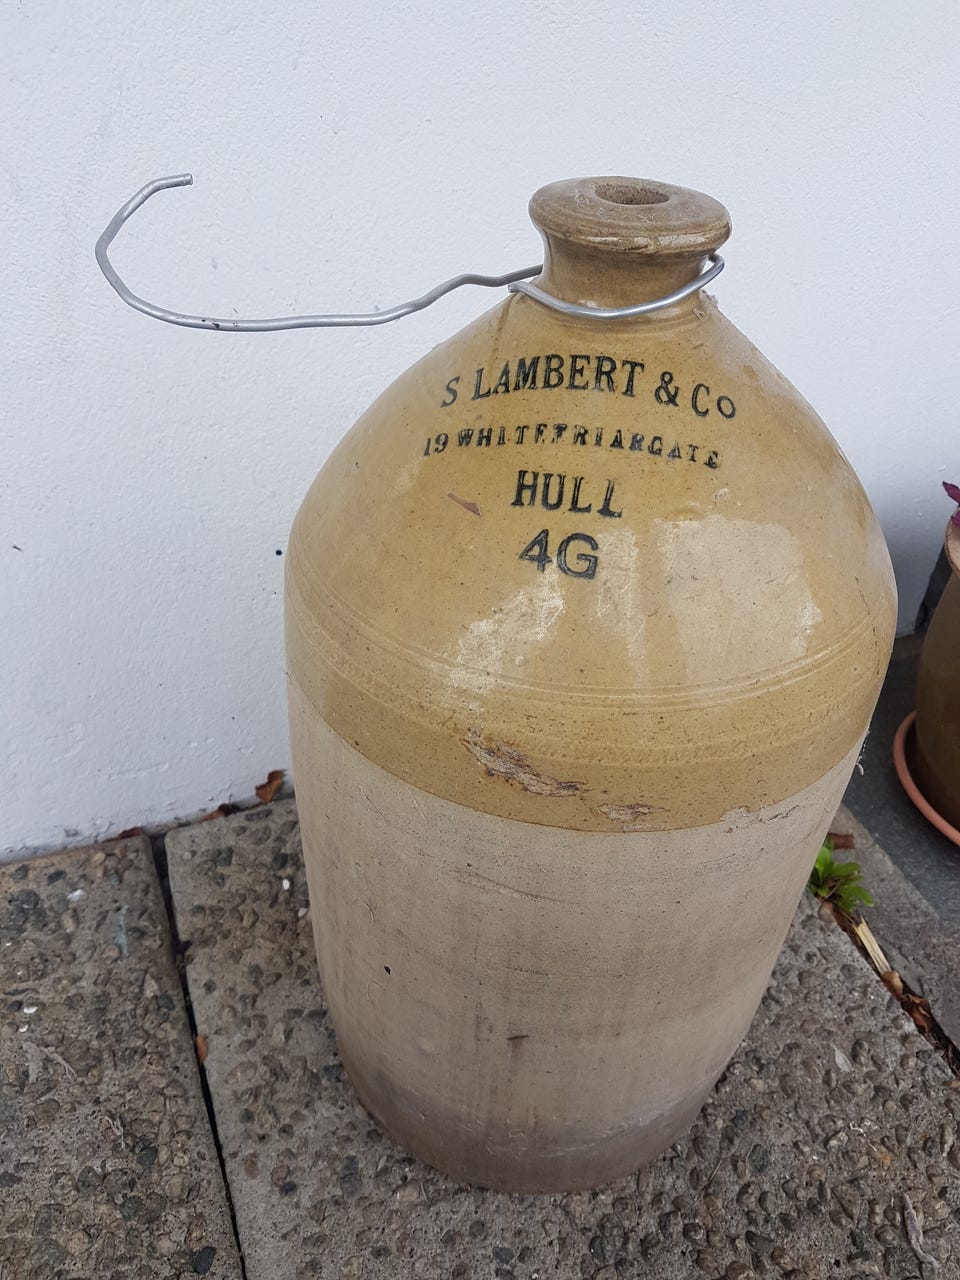 S LAMBERT & Co
19 WHITEFRIARGATE
HULL
4G